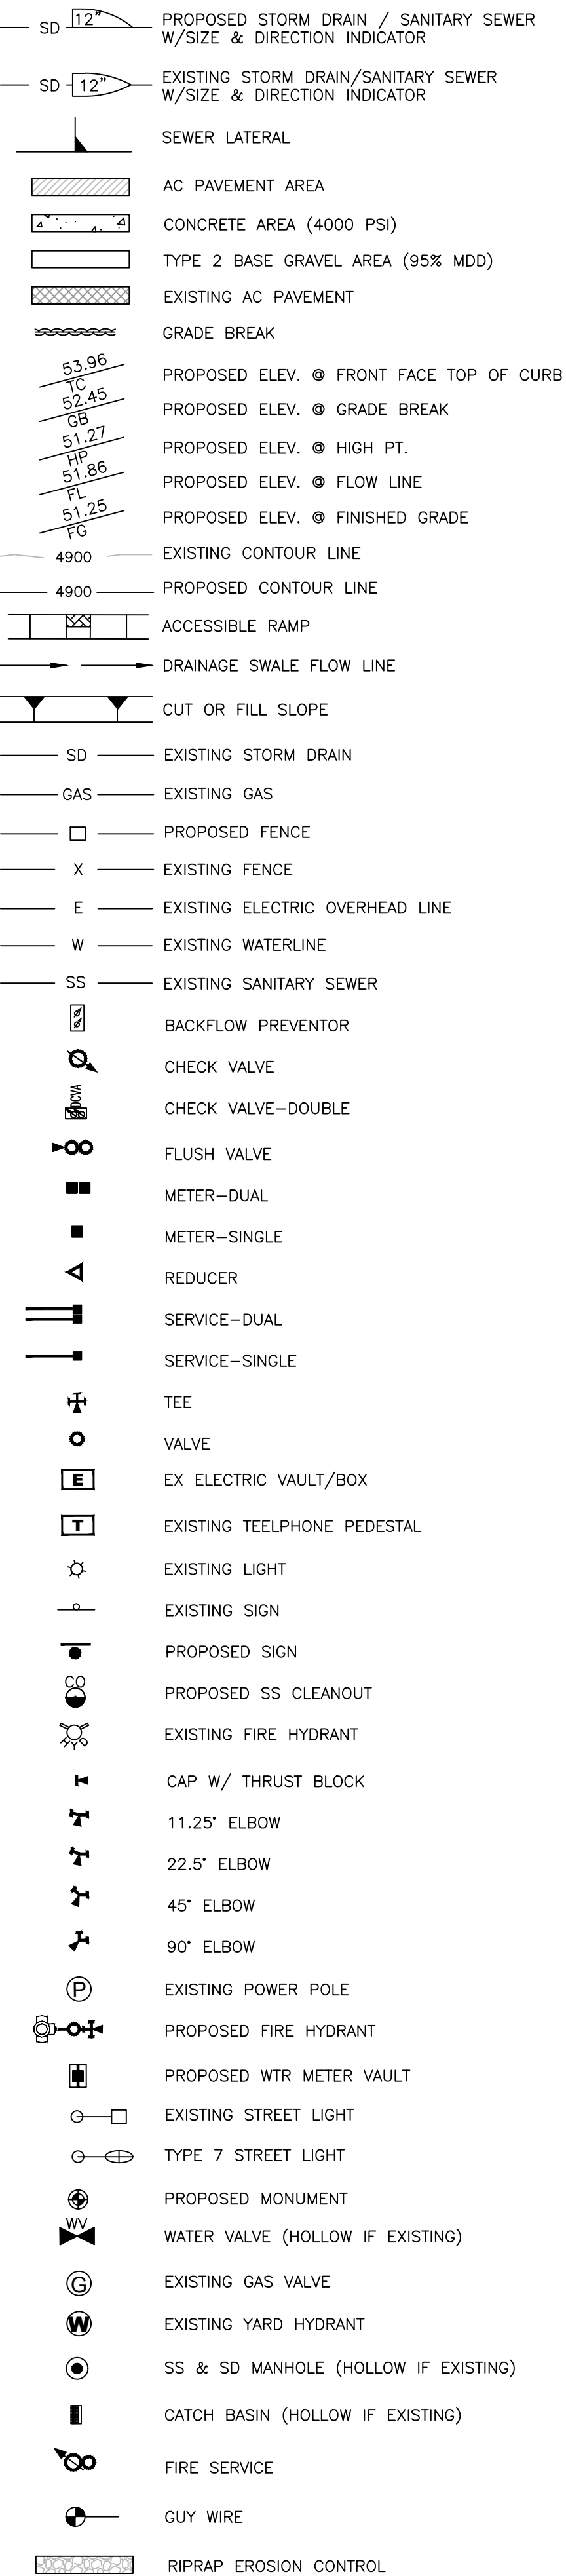 SD 12" PROPOSED STORM DRAIN / SANITARY SEWER
W/SIZE & DIRECTION INDICATOR
SD 12" EXISTING STORM DRAIN/SANITARY SEWER
W/SIZE & DIRECTION INDICATOR
SEWER LATERAL
AC PAVEMENT AREA
CONCRETE AREA (4000 PSI)
TYPE 2 BASE GRAVEL AREA (95% MDD)
EXISTING AC PAVEMENT
GRADE BREAK
53.96
TC
PROPOSED ELEV. @ FRONT FACE TOP OF CURB
52.45
GB
PROPOSED ELEV. @ GRADE BREAK
51.27
HP
PROPOSED ELEV. @ HIGH PT.
51.86
FL
PROPOSED ELEV. @ FLOW LINE
51.25
FG
PROPOSED ELEV. @ FINISHED GRADE
4900 EXISTING CONTOUR LINE
4900 PROPOSED CONTOUR LINE
ACCESSIBLE RAMP
DRAINAGE SWALE FLOW LINE
CUT OR FILL SLOPE
SD EXISTING STORM DRAIN
GAS EXISTING GAS
PROPOSED FENCE
X EXISTING FENCE
E EXISTING ELECTRIC OVERHEAD LINE
W EXISTING WATERLINE
SS EXISTING SANITARY SEWER
BACKFLOW PREVENTOR
CHECK VALVE
DCVA CHECK VALVE-DOUBLE
FLUSH VALVE
METER-DUAL
METER-SINGLE
REDUCER
SERVICE-DUAL
SERVICE-SINGLE
TEE
VALVE
E EX ELECTRIC VAULT/BOX
T EXISTING TEELPHONE PEDESTAL
EXISTING LIGHT
EXISTING SIGN
PROPOSED SIGN
CO
PROPOSED SS CLEANOUT
EXISTING FIRE HYDRANT
CAP W/ THRUST BLOCK
11.25° ELBOW
22.5° ELBOW
45° ELBOW
90° ELBOW
P EXISTING POWER POLE
PROPOSED FIRE HYDRANT
PROPOSED WTR METER VAULT
EXISTING STREET LIGHT
TYPE 7 STREET LIGHT
PROPOSED MONUMENT
WV
WATER VALVE (HOLLOW IF EXISTING)
G EXISTING GAS VALVE
W EXISTING YARD HYDRANT
SS & SD MANHOLE (HOLLOW IF EXISTING)
CATCH BASIN (HOLLOW IF EXISTING)
FIRE SERVICE
GUY WIRE
RIPRAP EROSION CONTROL